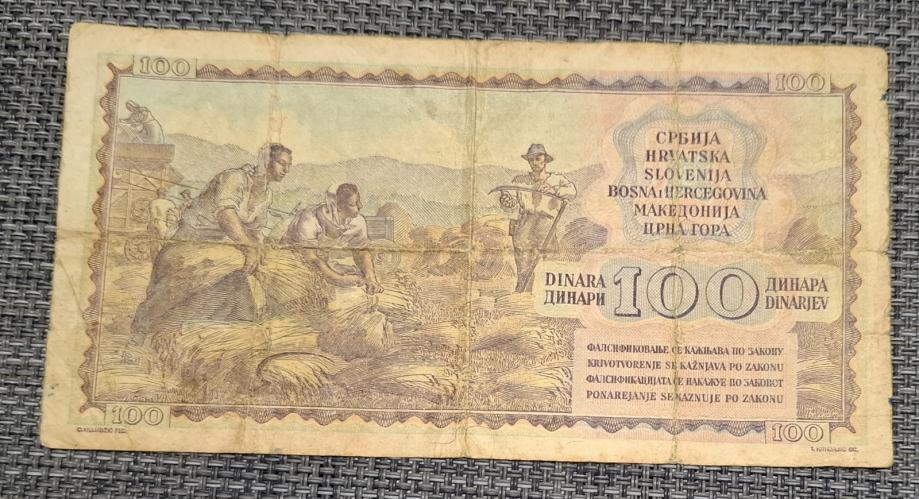 100
100
СРБИЈА
HRVATSKA
SLOVENIJA
BOSNA I HERCEGOVINA
МАКЕДОНИЈА
ЦРНА ГОРА
DINARA 100 ДИНАРА
ДИНАРИ DINARJEV
ФАЛСИФИКОВАЊЕ СЕ КАЖЊАВА ПО ЗАКОНУ
KRIVOTVORENJE SE KAŽNJAVA PO ZAKONU
ФАЛСИФИКАЦИЈАТА СЕ НАКАЖУЕ ПО ЗАКОНОТ
PONAREJANJE SE KAZNUJE PO ZAKONU
100
100